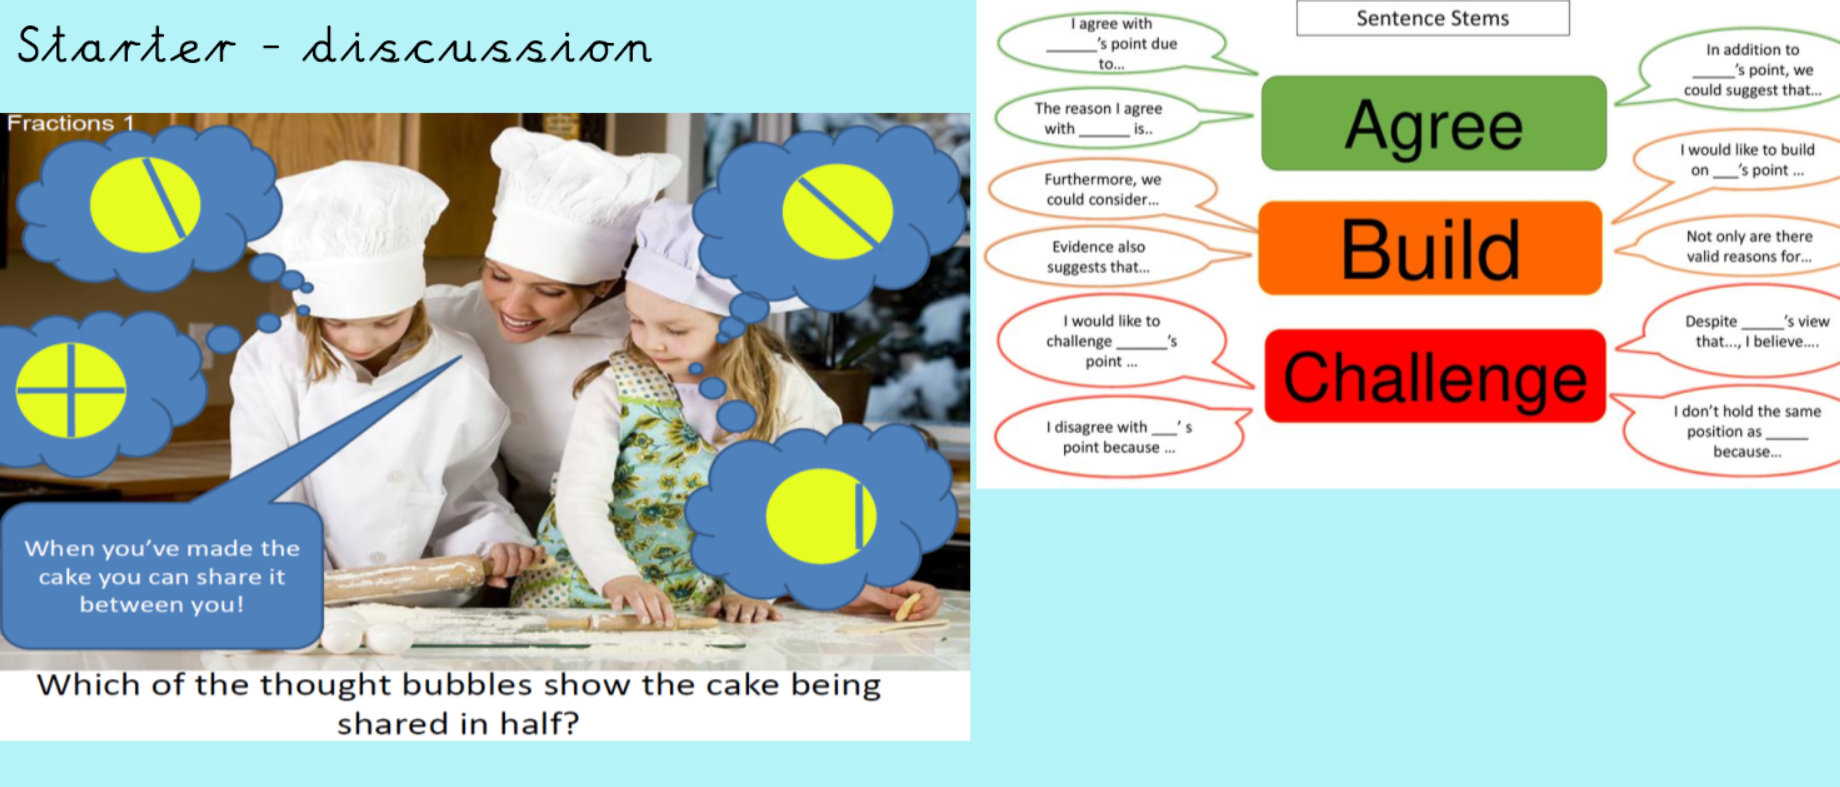 Starter - discussion
Fractions 1
When you've made the
cake you can share it
between you!
Which of the thought bubbles show the cake being
shared in half?
Sentence Stems
I agree with
______'s point due
to...
The reason I agree
with ______ is..
Agree
In addition to
_____'s point, we
could suggest that...
Furthermore, we
could consider...
Evidence also
suggests that...
Build
I would like to build
on ___'s point ...
Not only are there
valid reasons for...
I would like to
challenge ______'s
point ...
I disagree with ___' s
point because ...
Challenge
Despite _____'s view
that..., I believe....
I don't hold the same
position as _____
because...